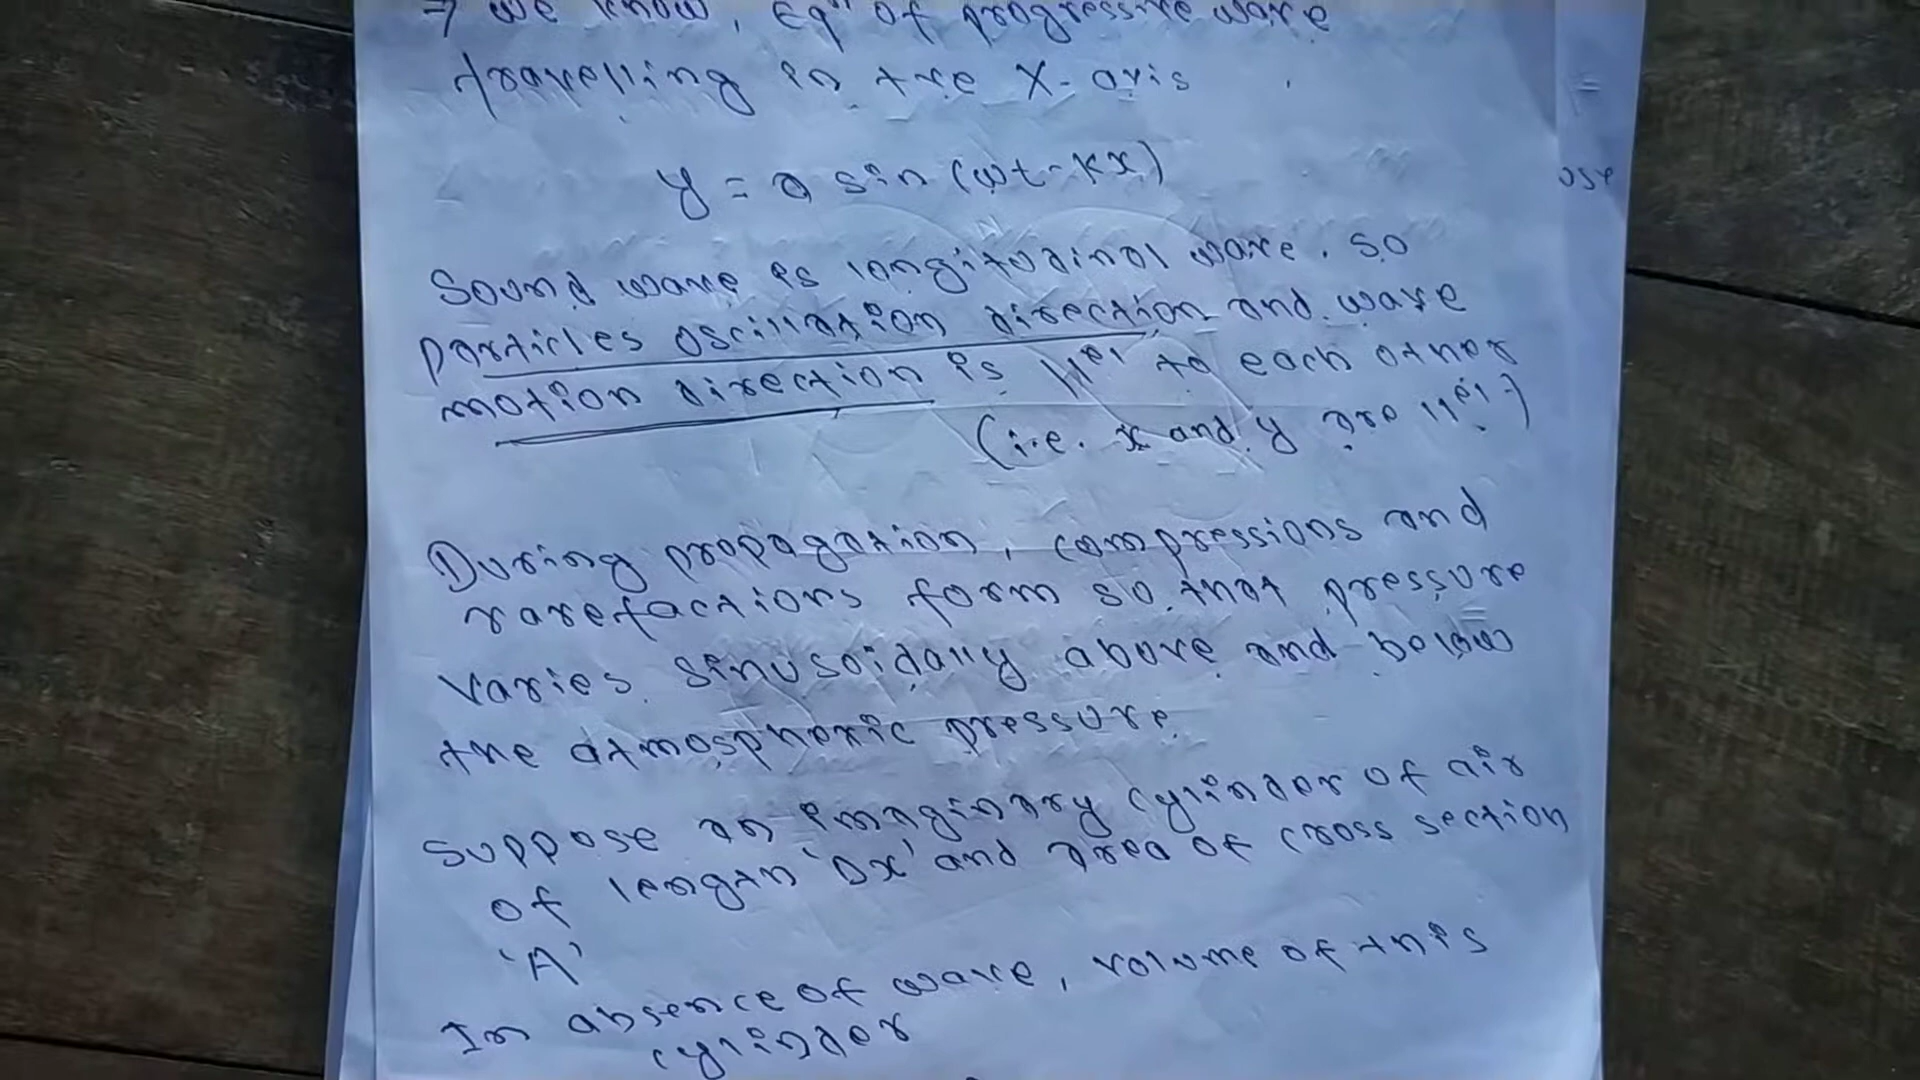 → we know, Eqn of progressive wave
travelling in the X-axis
y = a sin (ωt - kx)
Sound wave is longitudinal wave. So
particles oscillation direction and wave
motion direction is ||el to each other
(i.e. x and y are ||el.)
During propagation, compressions and
rarefactions form so that pressure
varies sinusoidally above and below
the atmospheric pressure.
Suppose an imaginary cylinder of air
of length 'Dx' and area of cross section
'A'
In absence of wave, volume of this
cylinder